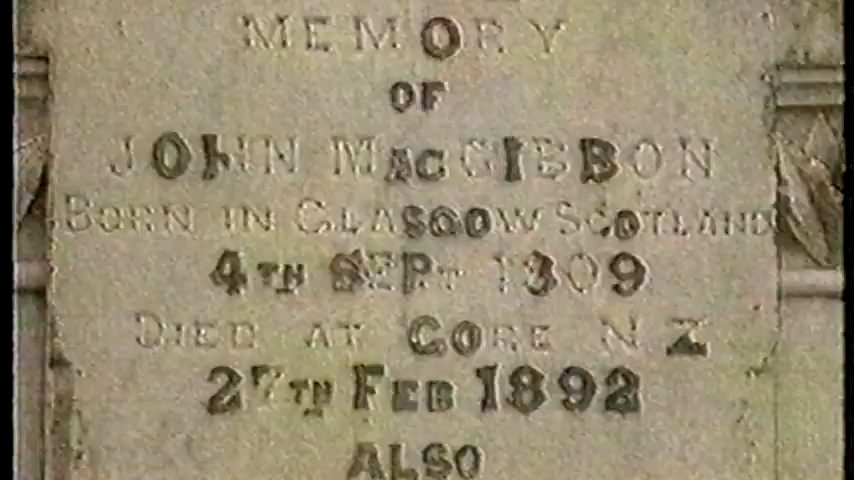 MEMORY
OF
JOHN MACGIBBON
BORN IN GLASGOW SCOTLAND
4TH SEPT 1809
DIED AT GORE N Z
27TH FEB 1892
ALSO